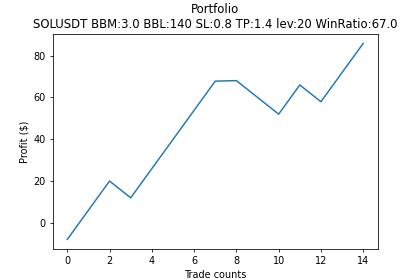 Portfolio
SOLUSDT BBM:3.0 BBL:140 SL:0.8 TP:1.4 lev:20 WinRatio:67.0
80
60
40
20
0
Profit ($)
0 2 4 6 8 10 12 14
Trade counts